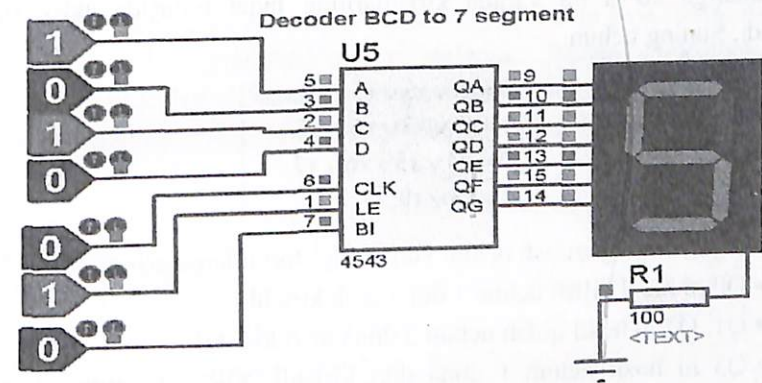 Decoder BCD to 7 segment
U5
1
0
1
0
0
1
0
5
3
2
4
6
1
7
A
B
C
D
CLK
LE
BI
QA
QB
QC
QD
QF
QG
9
10
11
12
13
15
14
4543
5
R1
100
<TEXT>